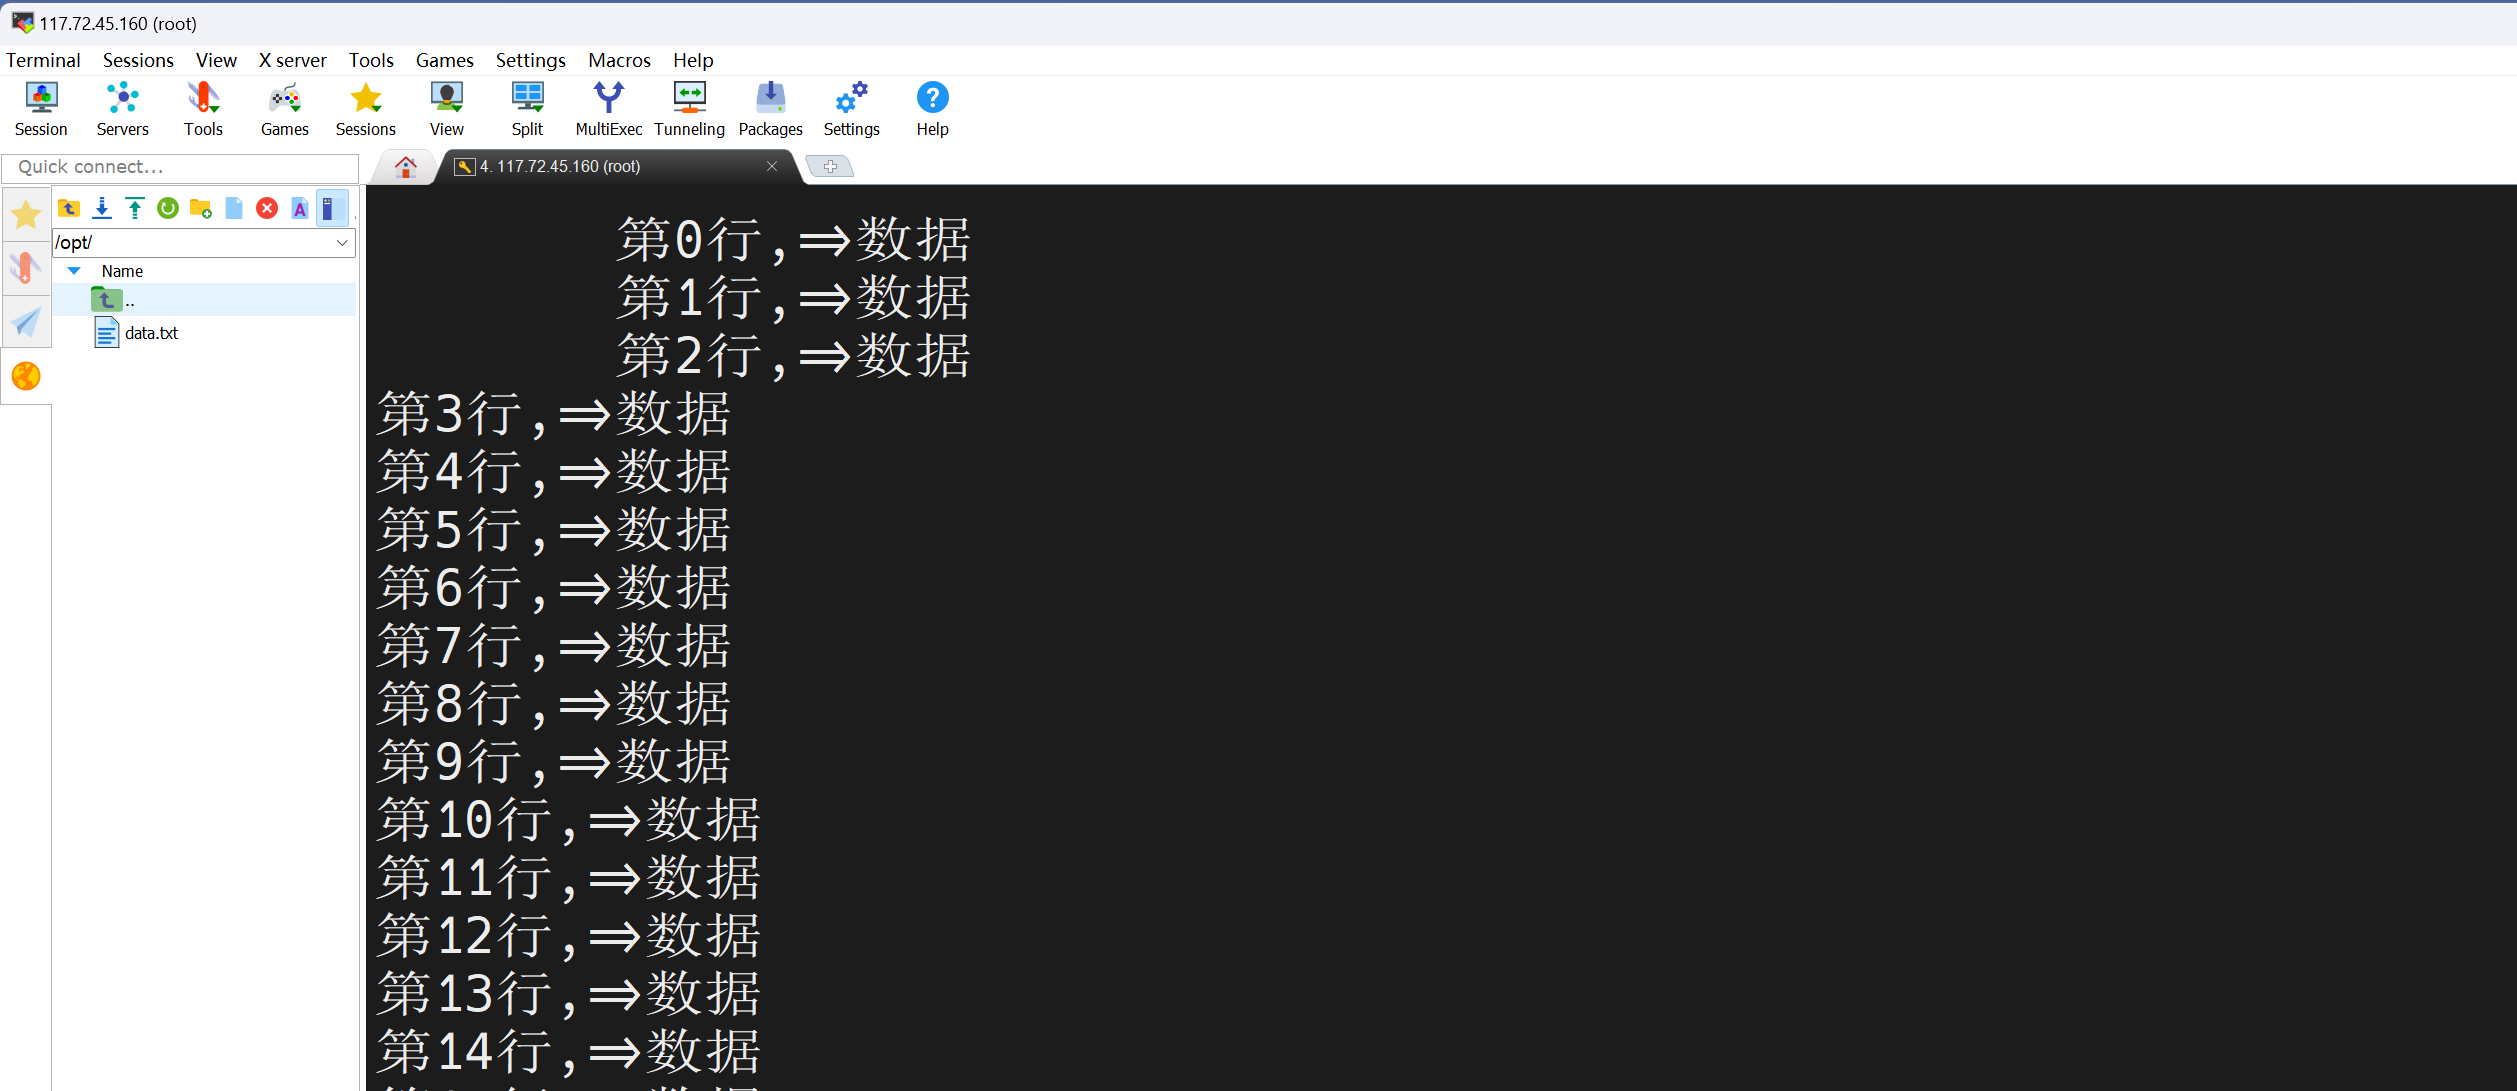 117.72.45.160 (root)
Terminal Sessions View X server Tools Games Settings Macros Help
Session Servers Tools Games Sessions View Split MultiExec Tunneling Packages Settings Help
Quick connect...
4. 117.72.45.160 (root)
/opt/
Name
..
data.txt
第0行,=>数据
第1行,=>数据
第2行,=>数据
第3行,=>数据
第4行,=>数据
第5行,=>数据
第6行,=>数据
第7行,=>数据
第8行,=>数据
第9行,=>数据
第10行,=>数据
第11行,=>数据
第12行,=>数据
第13行,=>数据
第14行,=>数据